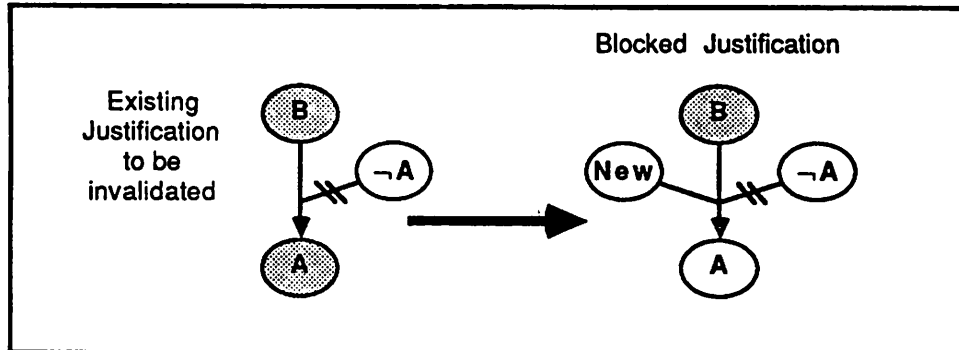 Blocked Justification
Existing
Justification
to be
invalidated
B
¬A
A
B
New
¬A
A